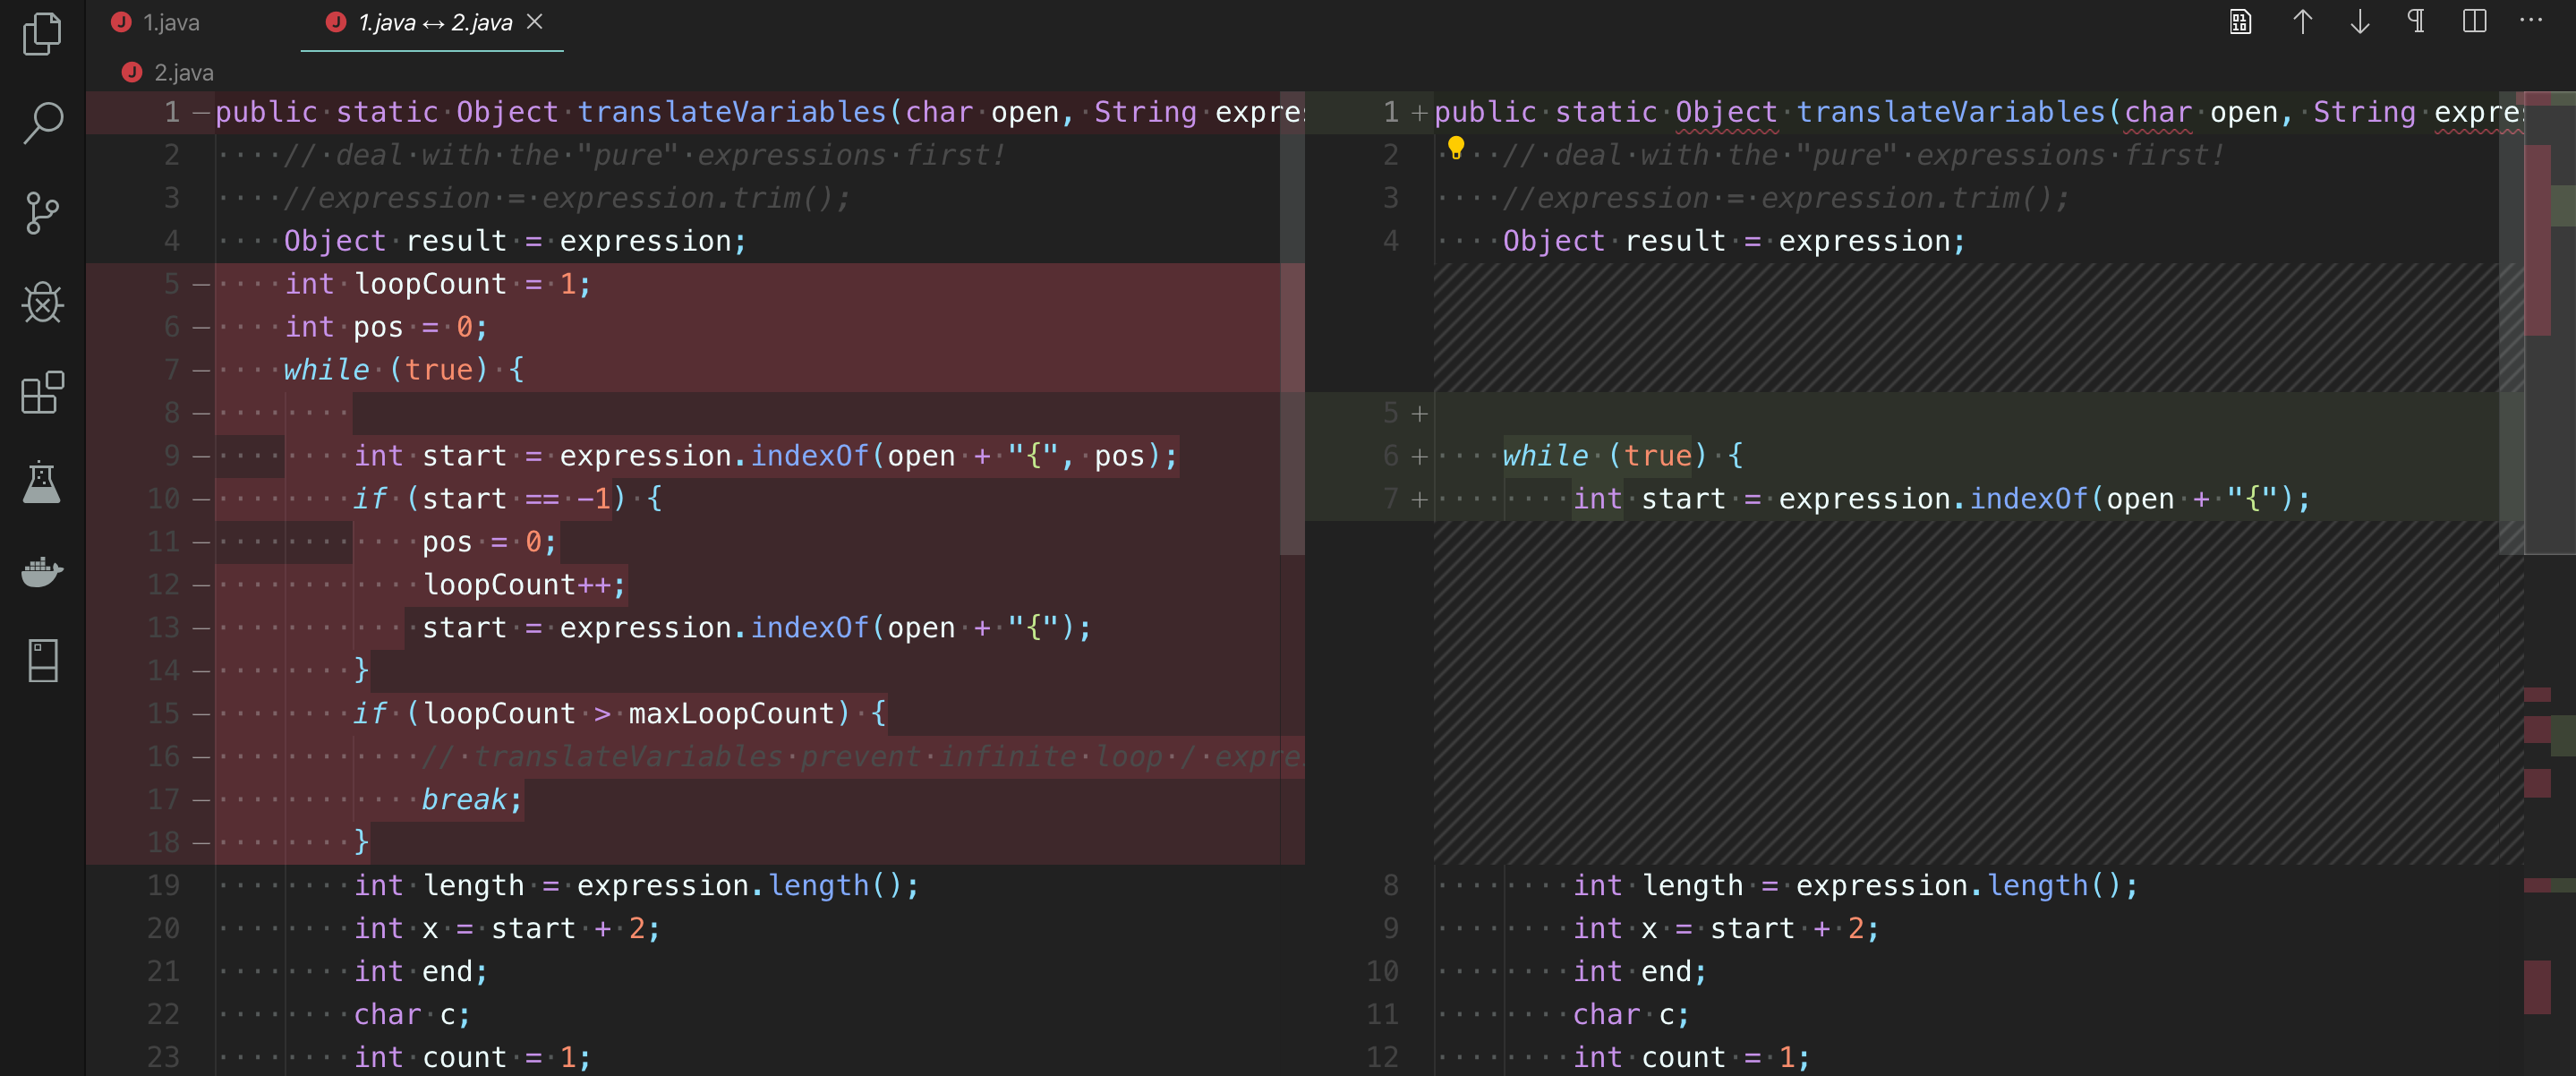 1.java
1.java ↔ 2.java
2.java
1 — public static Object translateVariables(char open, String expre
2 // deal with the "pure" expressions first!
3 //expression = expression.trim();
4 Object result = expression;
5 — int loopCount = 1;
6 — int pos = 0;
7 — while (true) {
8 —
9 — int start = expression.indexOf(open + "{", pos);
10 — if (start == -1) {
11 — pos = 0;
12 — loopCount++;
13 — start = expression.indexOf(open + "{");
14 — }
15 — if (loopCount > maxLoopCount) {
16 — // translateVariables prevent infinite loop / expre
17 — break;
18 — }
19 int length = expression.length();
20 int x = start + 2;
21 int end;
22 char c;
23 int count = 1;
1 + public static Object translateVariables(char open, String expre
2 // deal with the "pure" expressions first!
3 //expression = expression.trim();
4 Object result = expression;
5 +
6 + while (true) {
7 + int start = expression.indexOf(open + "{");
8 int length = expression.length();
9 int x = start + 2;
10 int end;
11 char c;
12 int count = 1;